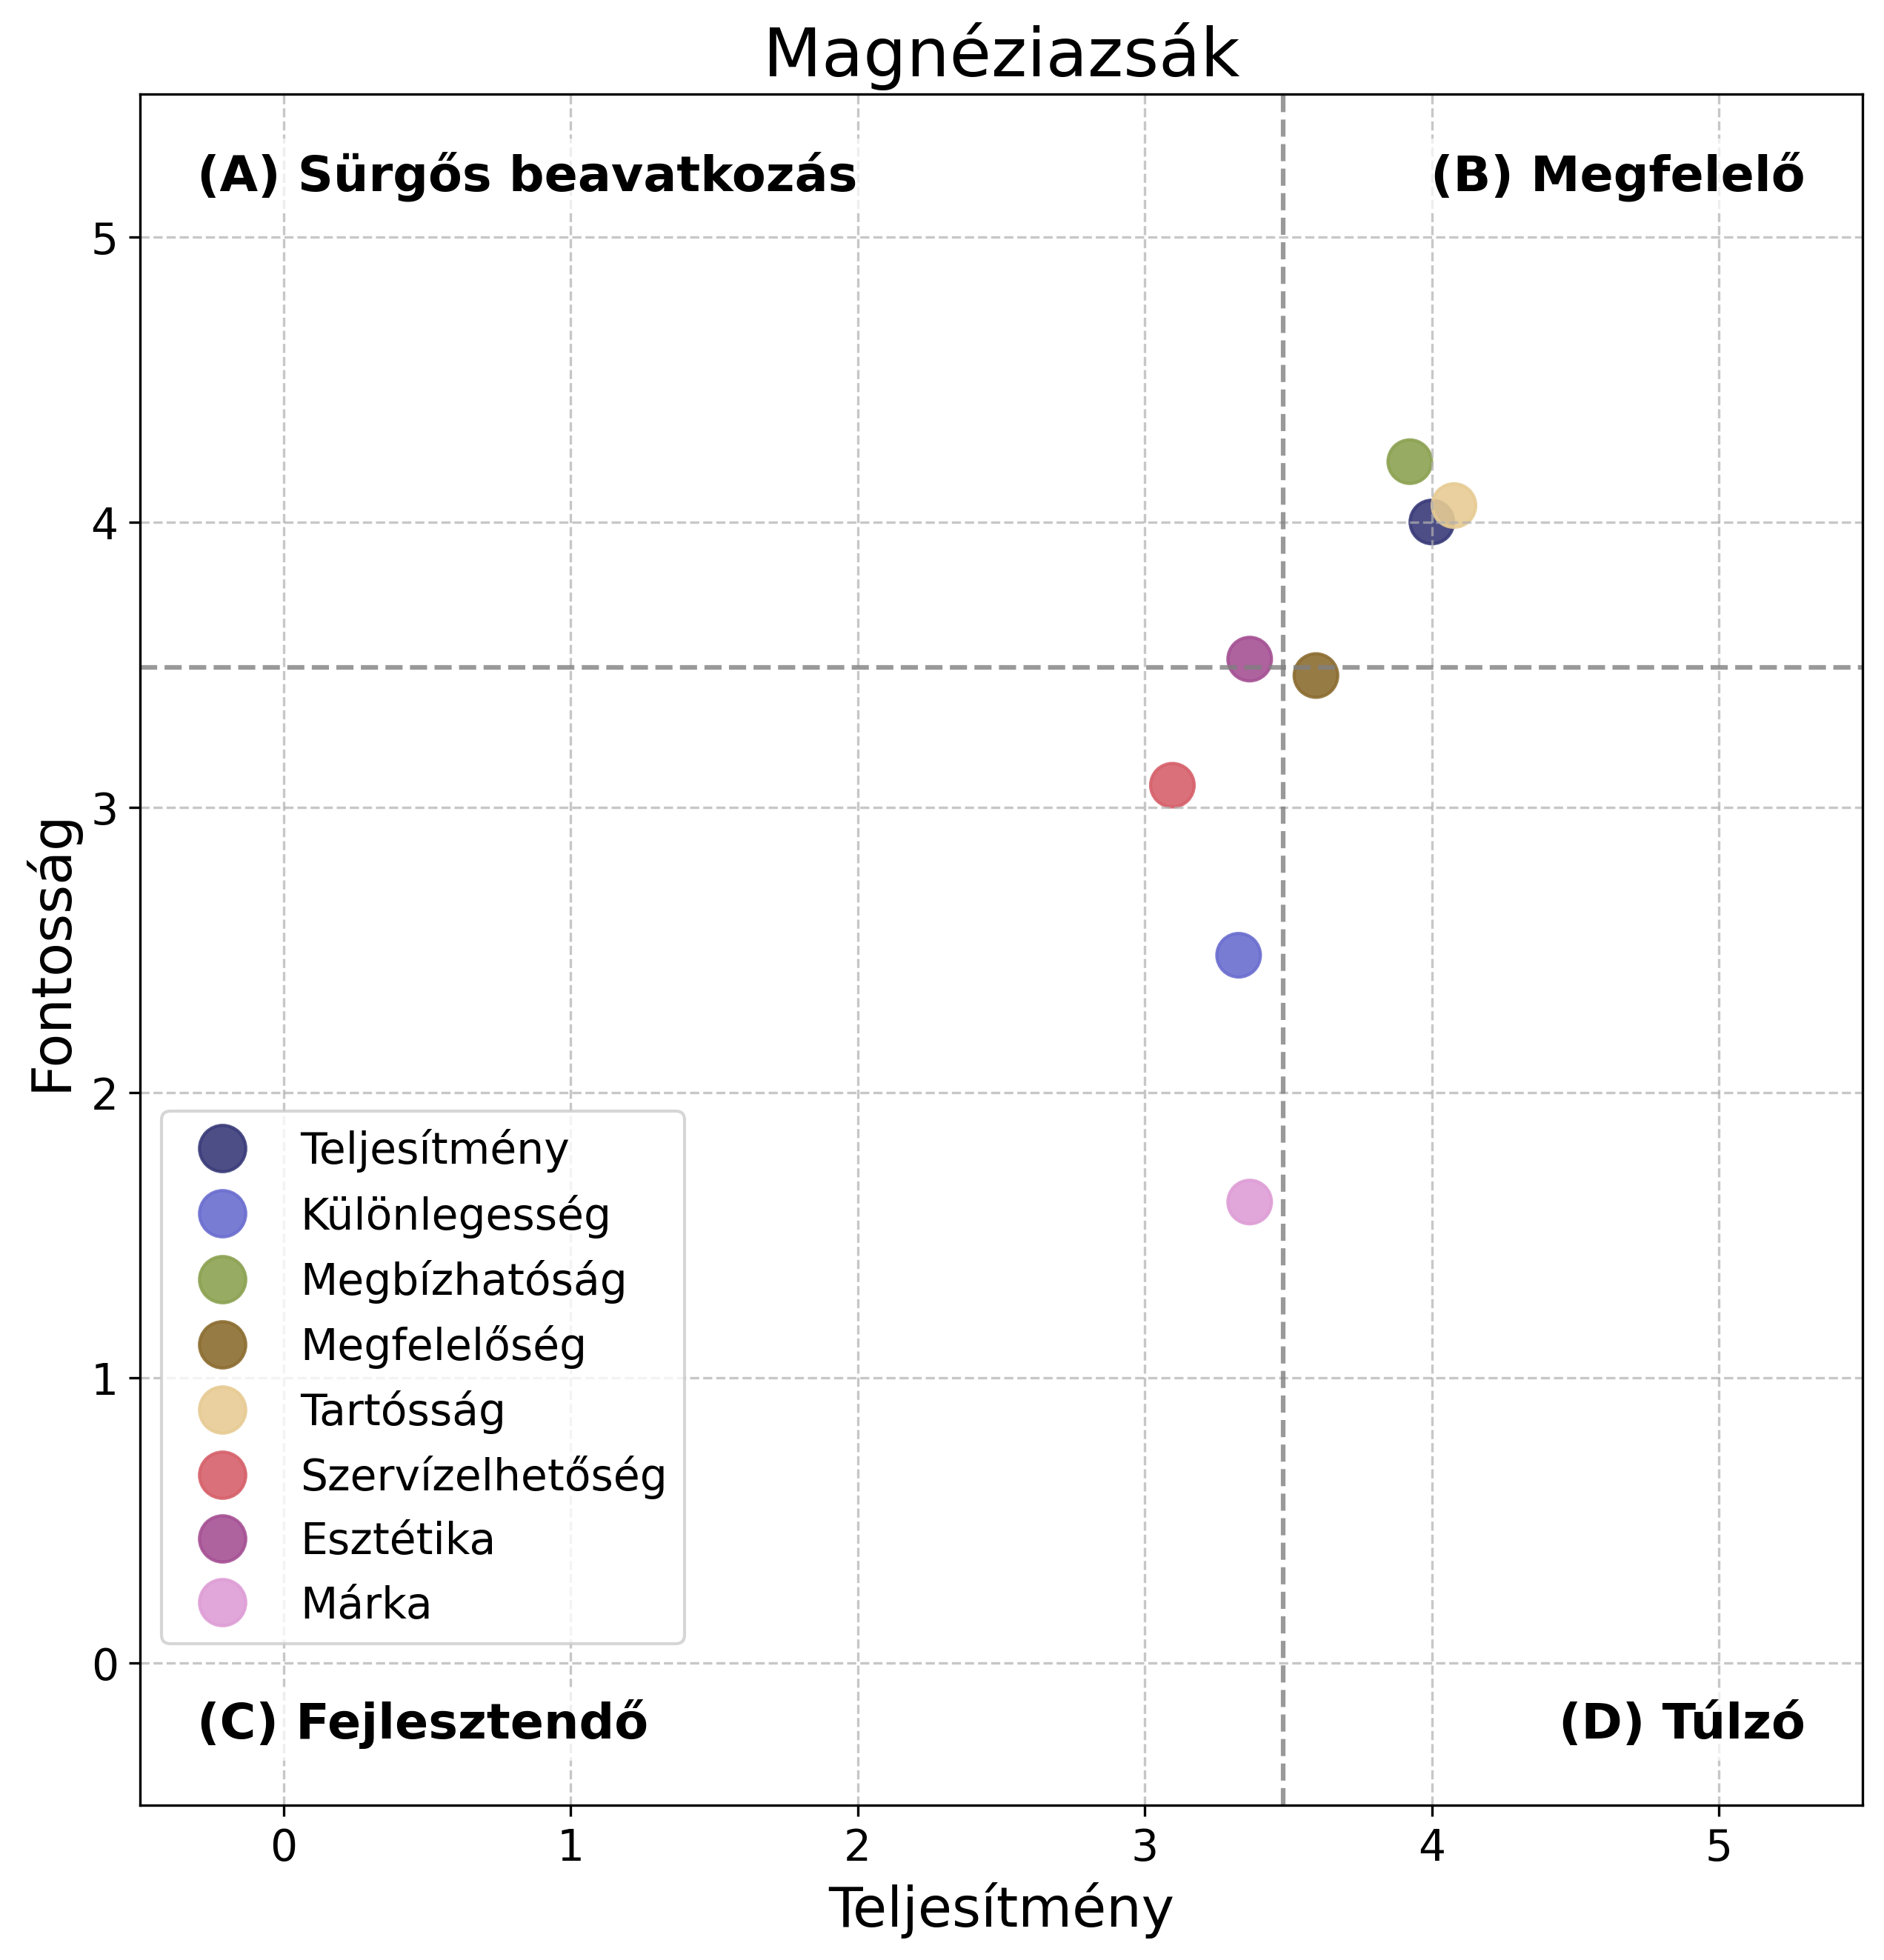 Magnéziazsák
(A) Sürgős beavatkozás
(B) Megfelelő
5
4
3
2
1
0
Fontosság
Teljesítmény
Különlegesség
Megbízhatóság
Megfelelőség
Tartósság
Szervízelhetőség
Esztétika
Márka
(C) Fejlesztendő
(D) Túlzó
0 1 2 3 4 5
Teljesítmény